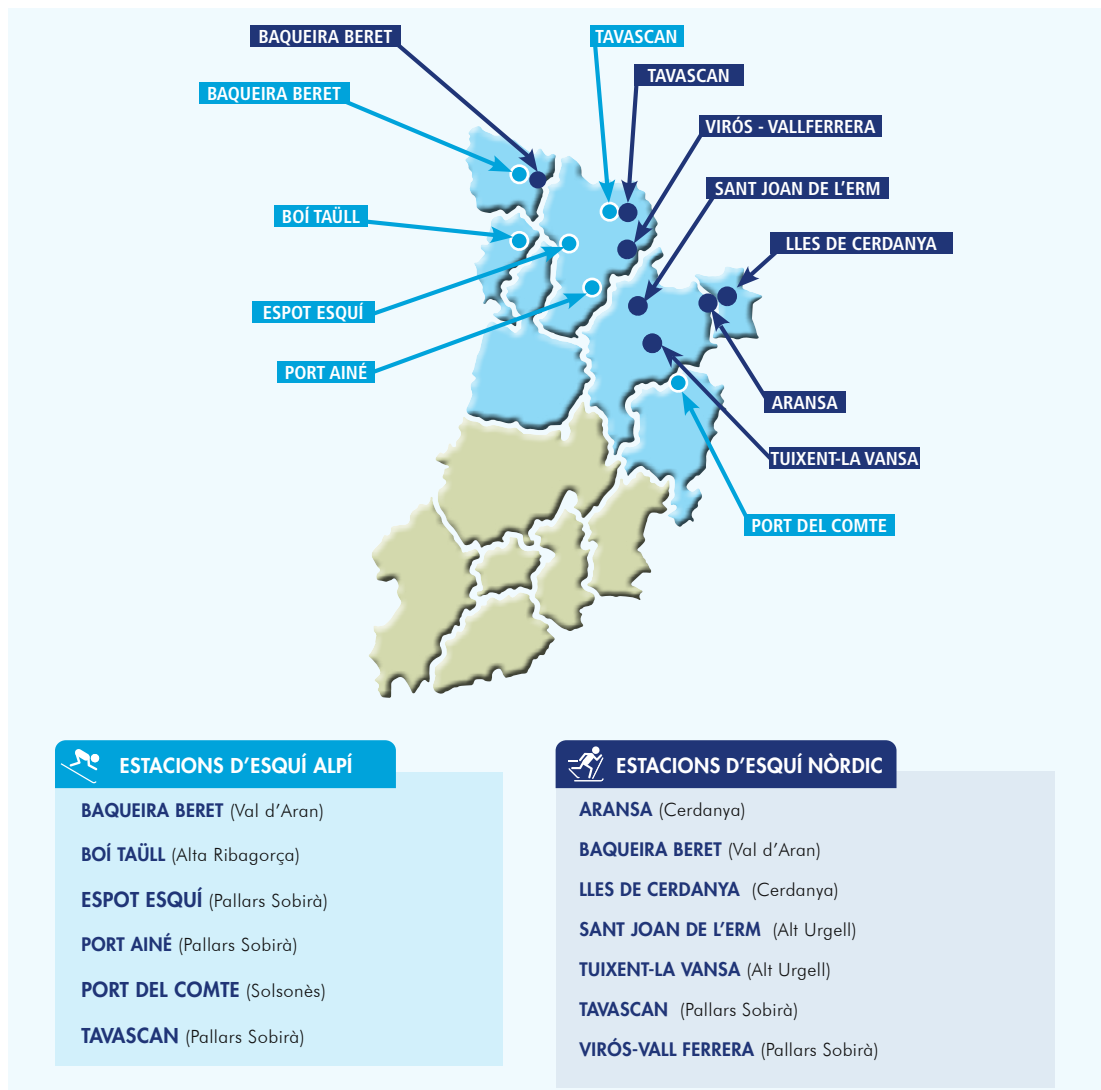 BAQUEIRA BERET
TAVASCAN
TAVASCAN
BAQUEIRA BERET
VIRÓS - VALLFERRERA
SANT JOAN DE L'ERM
BOÍ TAÜLL
LLES DE CERDANYA
ESPOT ESQUÍ
PORT AINÉ
ARANSA
TUIXENT-LA VANSA
PORT DEL COMTE
ESTACIONS D'ESQUÍ ALPÍ
BAQUEIRA BERET (Val d'Aran)
BOÍ TAÜLL (Alta Ribagorça)
ESPOT ESQUÍ (Pallars Sobirà)
PORT AINÉ (Pallars Sobirà)
PORT DEL COMTE (Solsonès)
TAVASCAN (Pallars Sobirà)
ESTACIONS D'ESQUÍ NÒRDIC
ARANSA (Cerdanya)
BAQUEIRA BERET (Val d'Aran)
LLES DE CERDANYA (Cerdanya)
SANT JOAN DE L'ERM (Alt Urgell)
TUIXENT-LA VANSA (Alt Urgell)
TAVASCAN (Pallars Sobirà)
VIRÓS-VALL FERRERA (Pallars Sobirà)